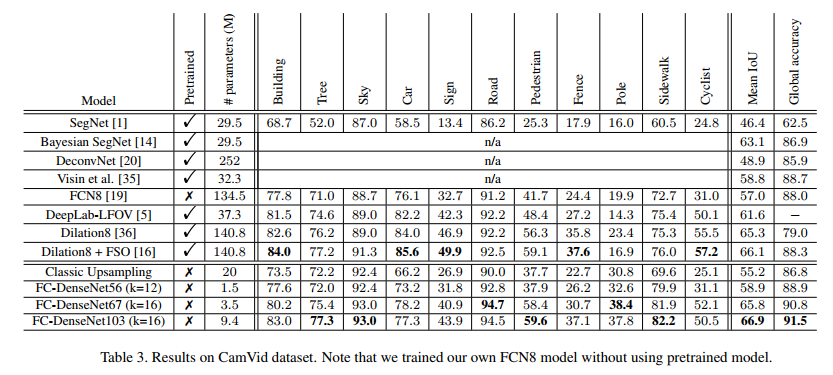 Model Pretrained # parameters (M) Building Tree Sky Car Sign Road Pedestrian Fence Pole Sidewalk Cyclist Mean IoU Global accuracy
SegNet [1] ✓ 29.5 68.7 52.0 87.0 58.5 13.4 86.2 25.3 17.9 16.0 60.5 24.8 46.4 62.5
Bayesian SegNet [14] ✓ 29.5 n/a 63.1 86.9
DeconvNet [20] ✓ 252 n/a 48.9 85.9
Visin et al. [35] ✓ 32.3 n/a 58.8 88.7
FCN8 [19] ✗ 134.5 77.8 71.0 88.7 76.1 32.7 91.2 41.7 24.4 19.9 72.7 31.0 57.0 88.0
DeepLab-LFOV [5] ✓ 37.3 81.5 74.6 89.0 82.2 42.3 92.2 48.4 27.2 14.3 75.4 50.1 61.6 –
Dilation8 [36] ✓ 140.8 82.6 76.2 89.0 84.0 46.9 92.2 56.3 35.8 23.4 75.3 55.5 65.3 79.0
Dilation8 + FSO [16] ✓ 140.8 84.0 77.2 91.3 85.6 49.9 92.5 59.1 37.6 16.9 76.0 57.2 66.1 88.3
Classic Upsampling ✗ 20 73.5 72.2 92.4 66.2 26.9 90.0 37.7 22.7 30.8 69.6 25.1 55.2 86.8
FC-DenseNet56 (k=12) ✗ 1.5 77.6 72.0 92.4 73.2 31.8 92.8 37.9 26.2 32.6 79.9 31.1 58.9 88.9
FC-DenseNet67 (k=16) ✗ 3.5 80.2 75.4 93.0 78.2 40.9 94.7 58.4 30.7 38.4 81.9 52.1 65.8 90.8
FC-DenseNet103 (k=16) ✗ 9.4 83.0 77.3 93.0 77.3 43.9 94.5 59.6 37.1 37.8 82.2 50.5 66.9 91.5
Table 3. Results on CamVid dataset. Note that we trained our own FCN8 model without using pretrained model.